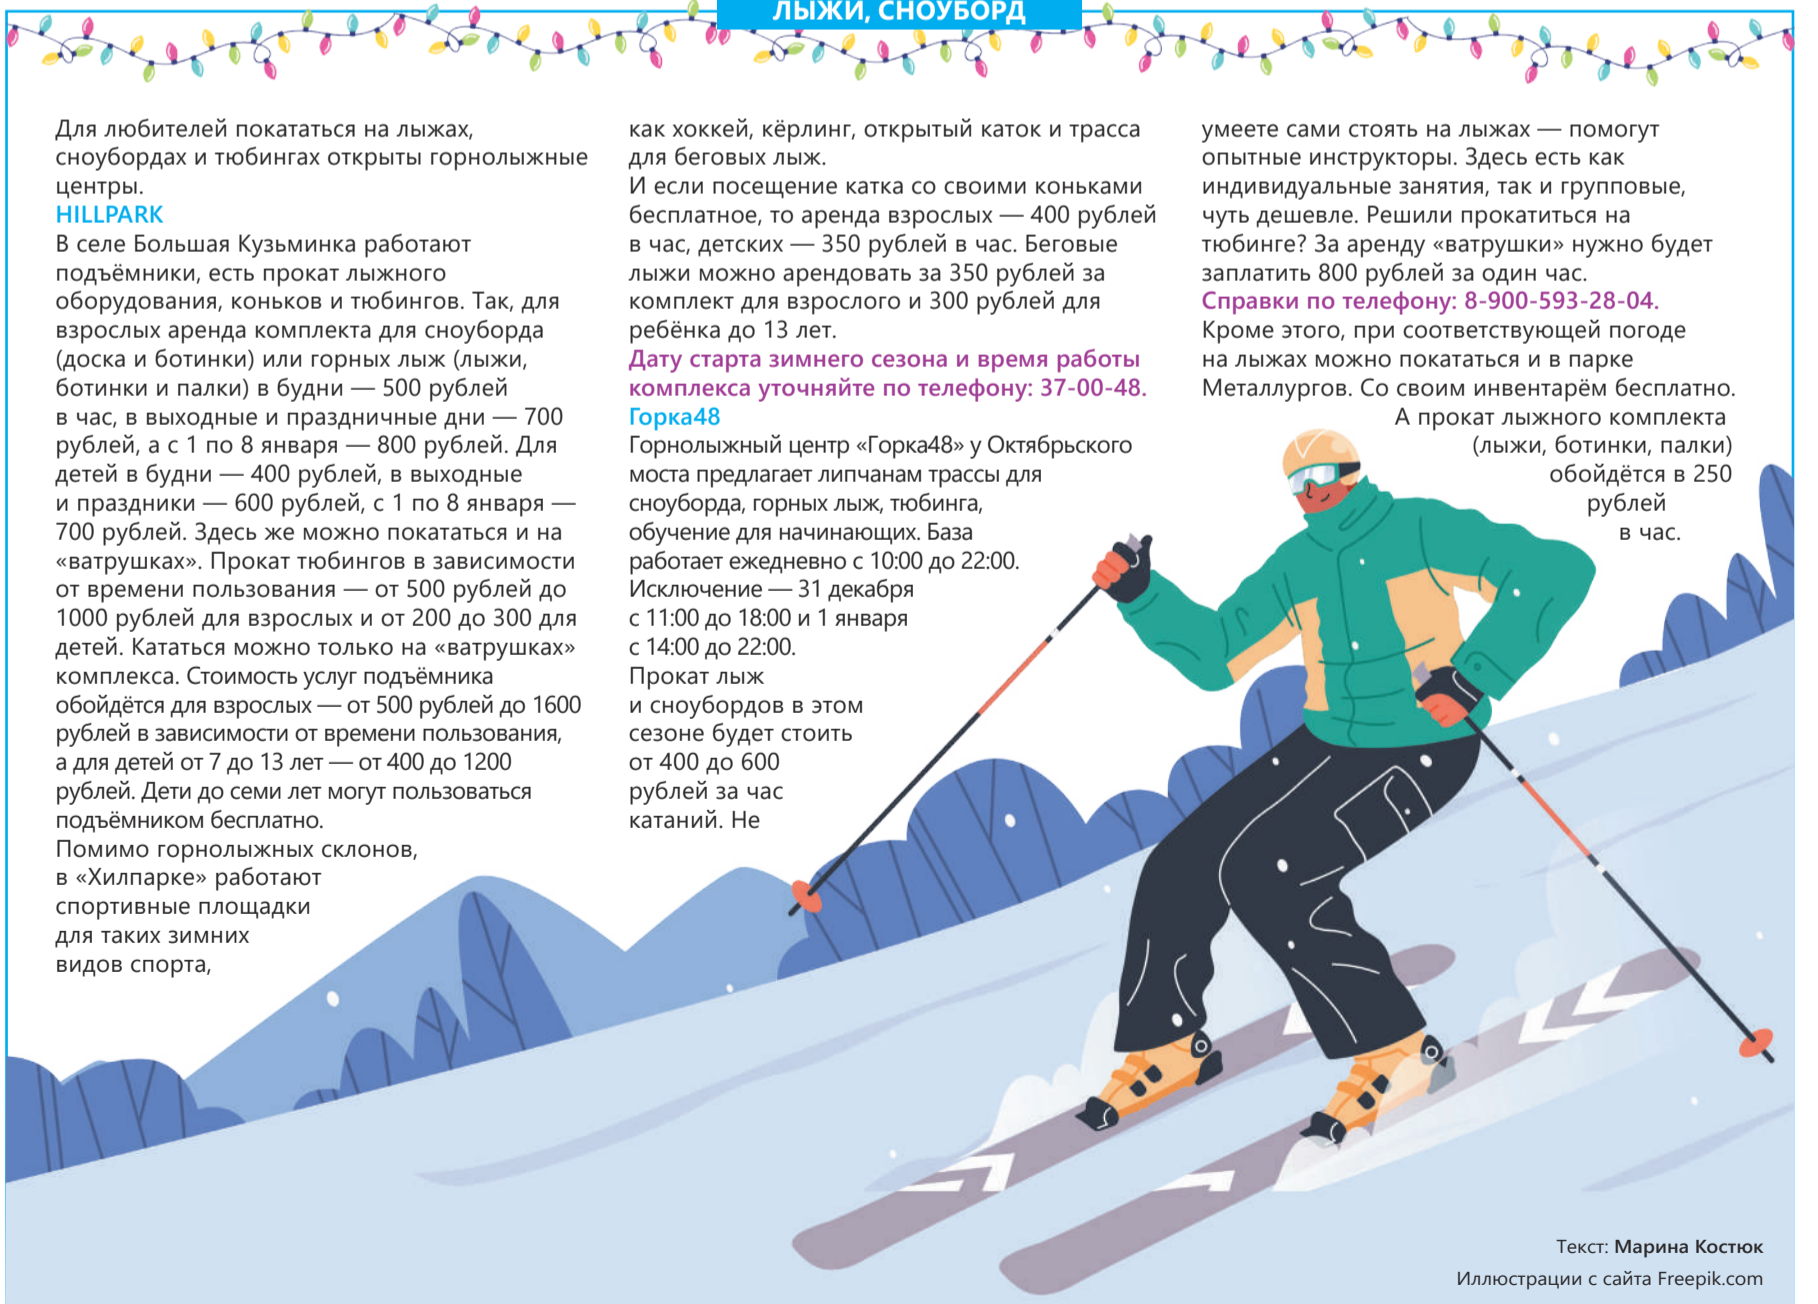 ЛЫЖИ, СНОУБОРД
Для любителей покататься на лыжах,
сноубордах и тюбингах открыты горнолыжные
центры.
HILLPARK
В селе Большая Кузьминка работают
подъёмники, есть прокат лыжного
оборудования, коньков и тюбингов. Так, для
взрослых аренда комплекта для сноуборда
(доска и ботинки) или горных лыж (лыжи,
ботинки и палки) в будни — 500 рублей
в час, в выходные и праздничные дни — 700
рублей, а с 1 по 8 января — 800 рублей. Для
детей в будни — 400 рублей, в выходные
и праздники — 600 рублей, с 1 по 8 января —
700 рублей. Здесь же можно покататься и на
«ватрушках». Прокат тюбингов в зависимости
от времени пользования — от 500 рублей до
1000 рублей для взрослых и от 200 до 300 для
детей. Кататься можно только на «ватрушках»
комплекса. Стоимость услуг подъёмника
обойдётся для взрослых — от 500 рублей до 1600
рублей в зависимости от времени пользования,
а для детей от 7 до 13 лет — от 400 до 1200
рублей. Дети до семи лет могут пользоваться
подъёмником бесплатно.
Помимо горнолыжных склонов,
в «Хилпарке» работают
спортивные площадки
для таких зимних
видов спорта,
как хоккей, кёрлинг, открытый каток и трасса
для беговых лыж.
И если посещение катка со своими коньками
бесплатное, то аренда взрослых — 400 рублей
в час, детских — 350 рублей в час. Беговые
лыжи можно арендовать за 350 рублей за
комплект для взрослого и 300 рублей для
ребёнка до 13 лет.
Дату старта зимнего сезона и время работы
комплекса уточняйте по телефону: 37-00-48.
Горка48
Горнолыжный центр «Горка48» у Октябрьского
моста предлагает липчанам трассы для
сноуборда, горных лыж, тюбинга,
обучение для начинающих. База
работает ежедневно с 10:00 до 22:00.
Исключение — 31 декабря
с 11:00 до 18:00 и 1 января
с 14:00 до 22:00.
Прокат лыж
и сноубордов в этом
сезоне будет стоить
от 400 до 600
рублей за час
катаний. Не
умеете сами стоять на лыжах — помогут
опытные инструкторы. Здесь есть как
индивидуальные занятия, так и групповые,
чуть дешевле. Решили прокатиться на
тюбинге? За аренду «ватрушки» нужно будет
заплатить 800 рублей за один час.
Справки по телефону: 8-900-593-28-04.
Кроме этого, при соответствующей погоде
на лыжах можно покататься и в парке
Металлургов. Со своим инвентарём бесплатно.
А прокат лыжного комплекта
(лыжи, ботинки, палки)
обойдётся в 250
рублей
в час.
Текст: Марина Костюк
Иллюстрации с сайта Freepik.com